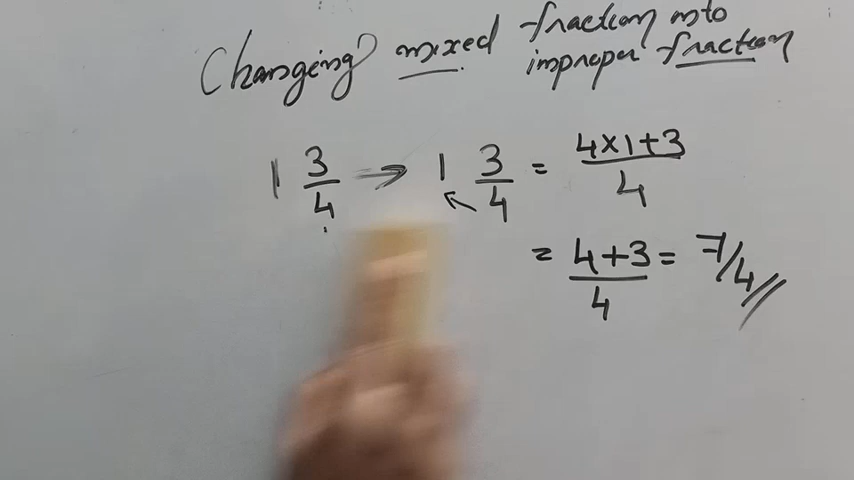 Changing mixed fraction into
improper fraction
1 3/4 → 1 3/4 = 4×1+3/4
= 4+3/4 = 7/4